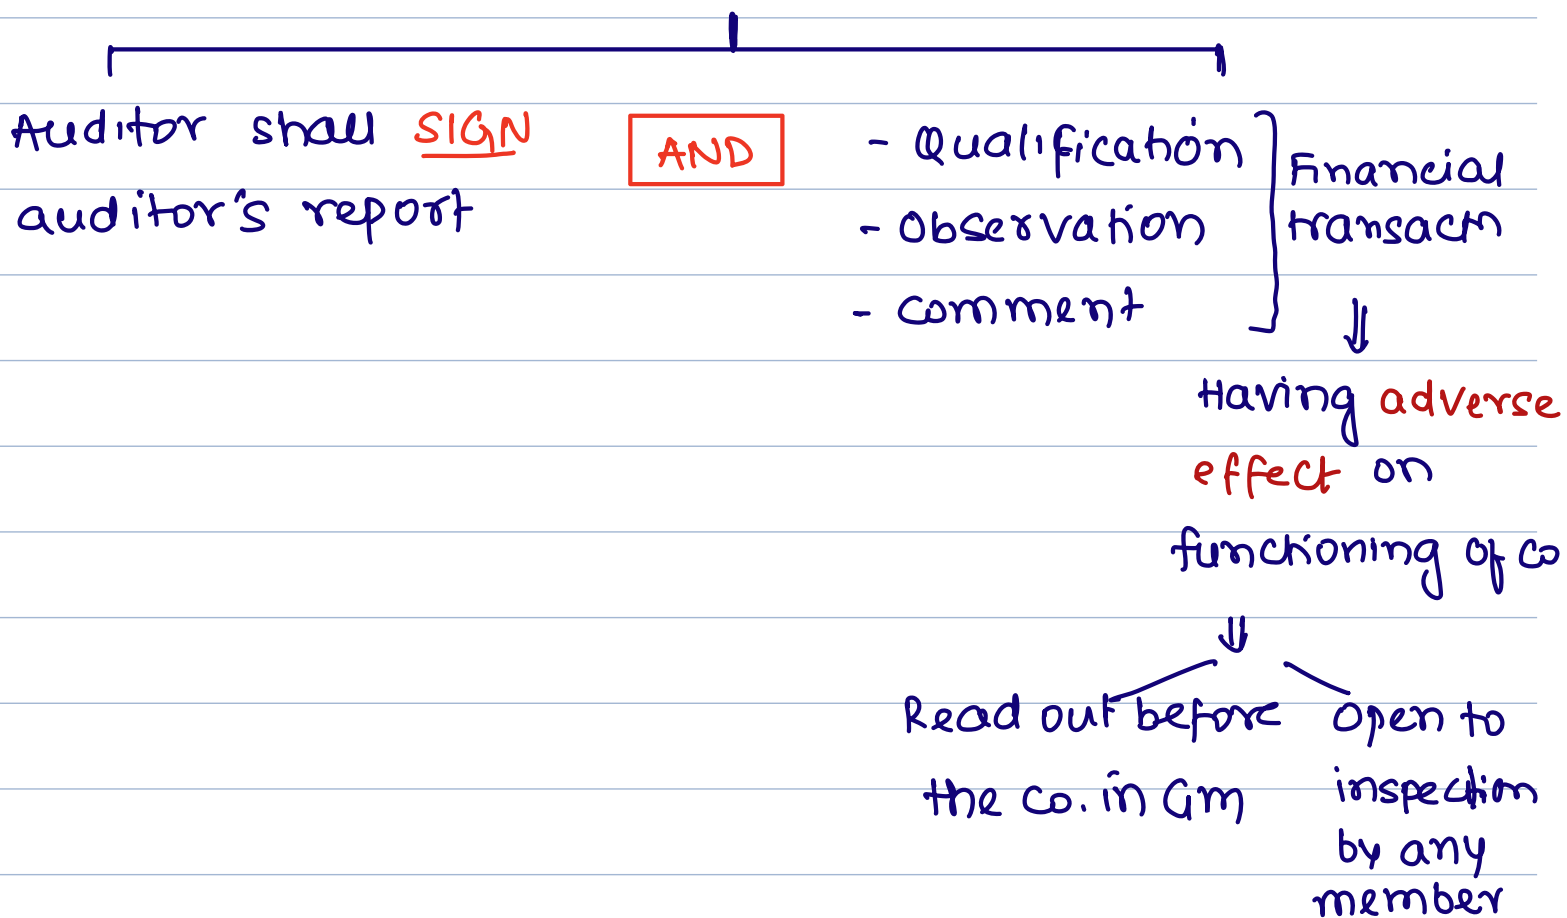 Auditor shall SIGN
auditor's report
AND
- Qualification
- Observation
- comment
Financial
transactn
Having adverse
effect on
functioning of co
Read out before
the co. in Gm
open to
inspection
by any
member